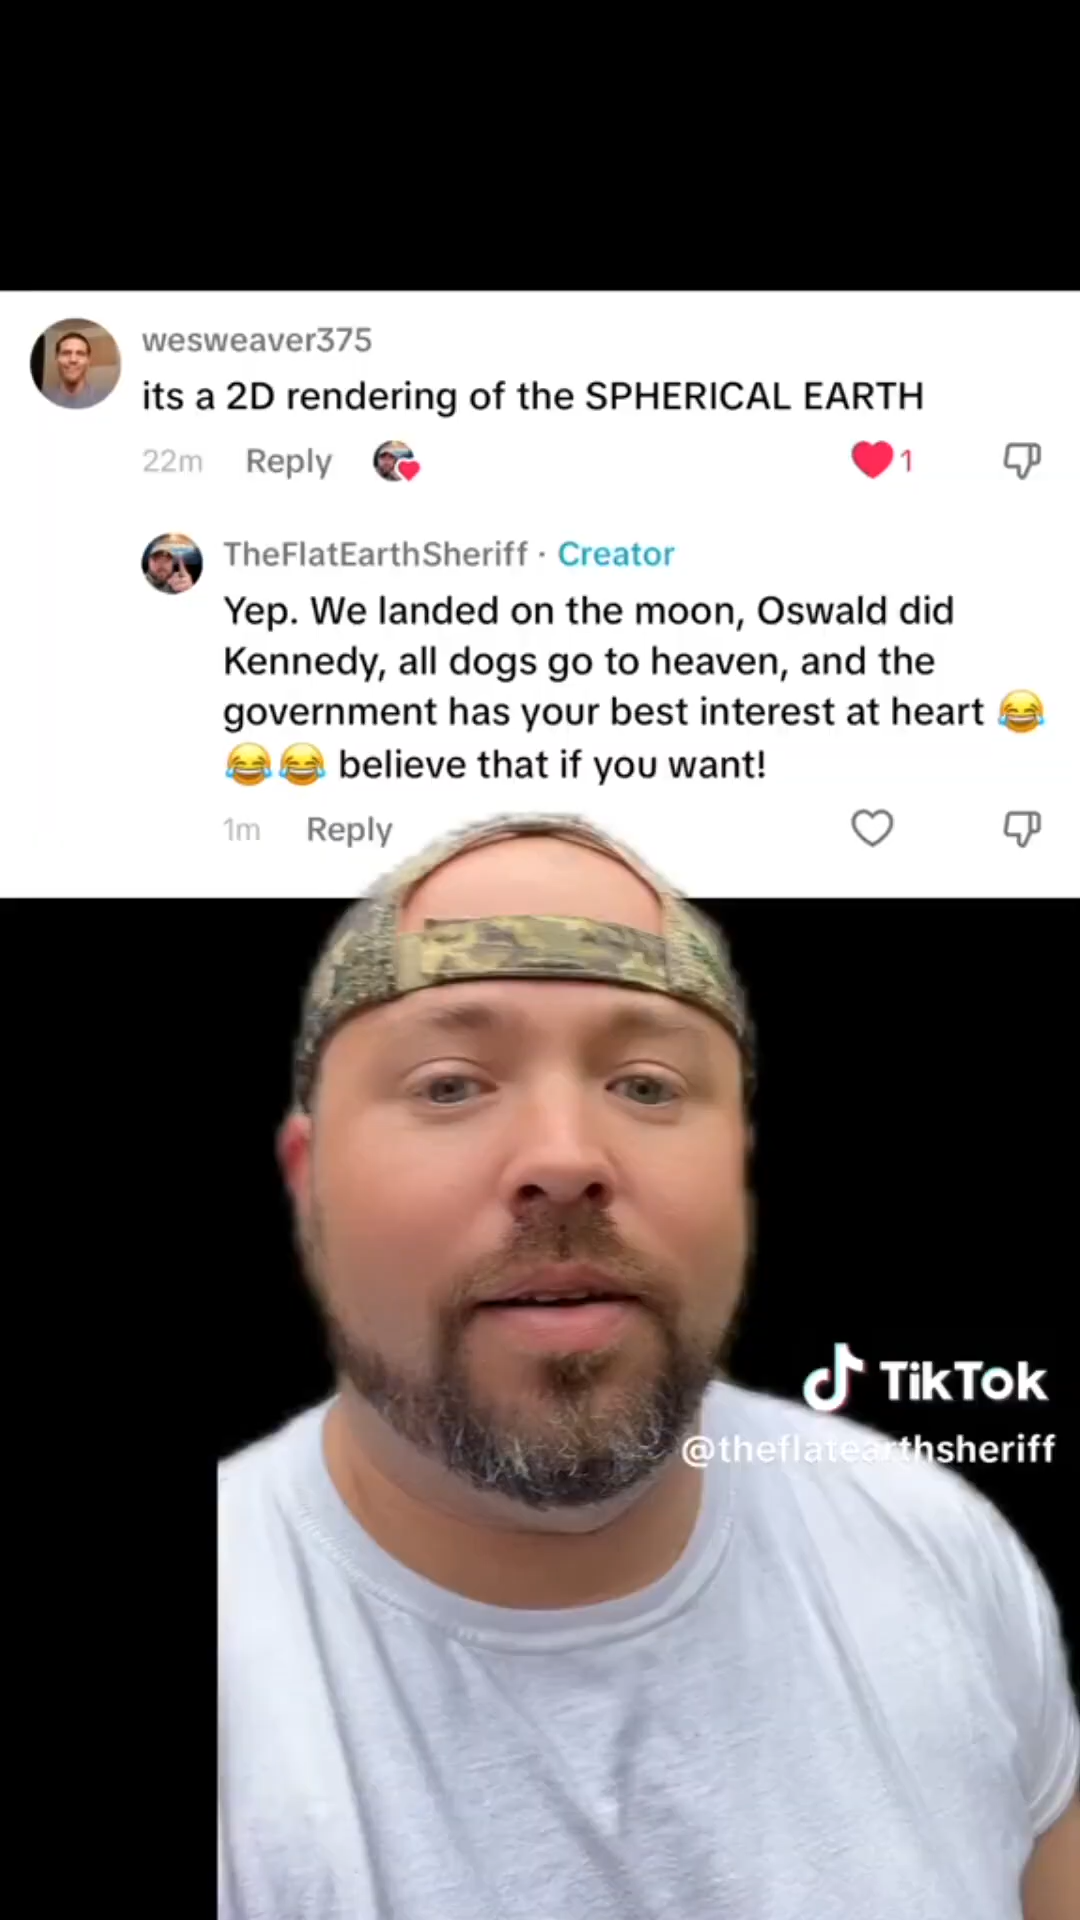 wesweaver375
its a 2D rendering of the SPHERICAL EARTH
22m Reply 1
TheFlatEarthSheriff · Creator
Yep. We landed on the moon, Oswald did
Kennedy, all dogs go to heaven, and the
government has your best interest at heart 😂
😂😂 believe that if you want!
1m Reply
TikTok
@theflatearthsheriff